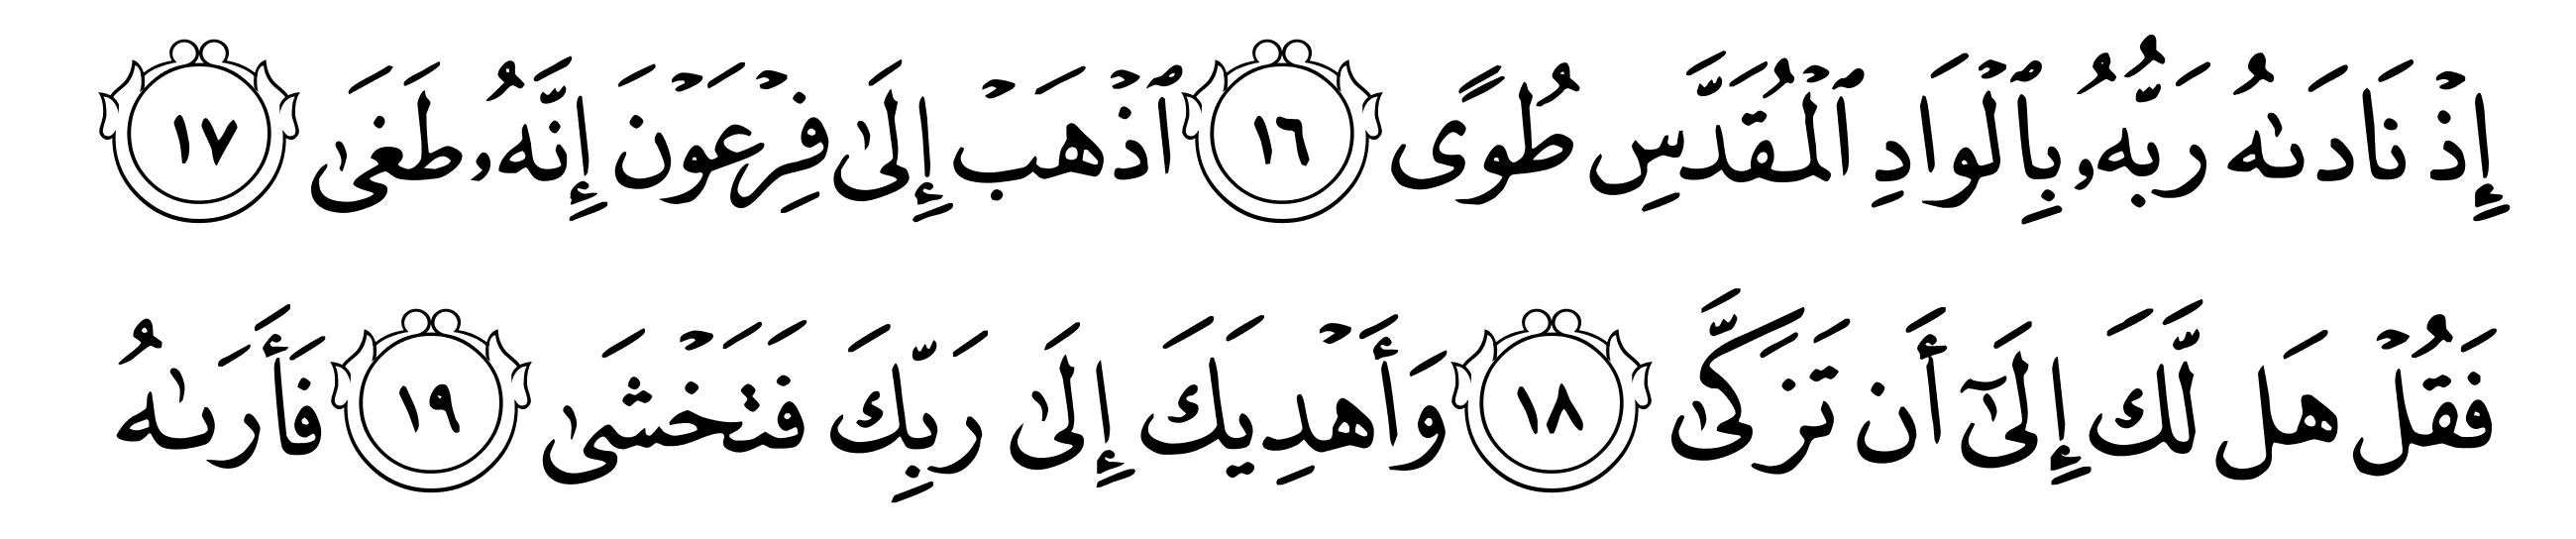 إِذۡ نَادَىٰهُ رَبُّهُۥ بِٱلۡوَادِ ٱلۡمُقَدَّسِ طُوًى ١٦ ٱذۡهَبۡ إِلَىٰ فِرۡعَوۡنَ إِنَّهُۥ طَغَىٰ ١٧
فَقُلۡ هَل لَّكَ إِلَىٰٓ أَن تَزَكَّىٰ ١٨ وَأَهۡدِيَكَ إِلَىٰ رَبِّكَ فَتَخۡشَىٰ ١٩ فَأَرَىٰهُ